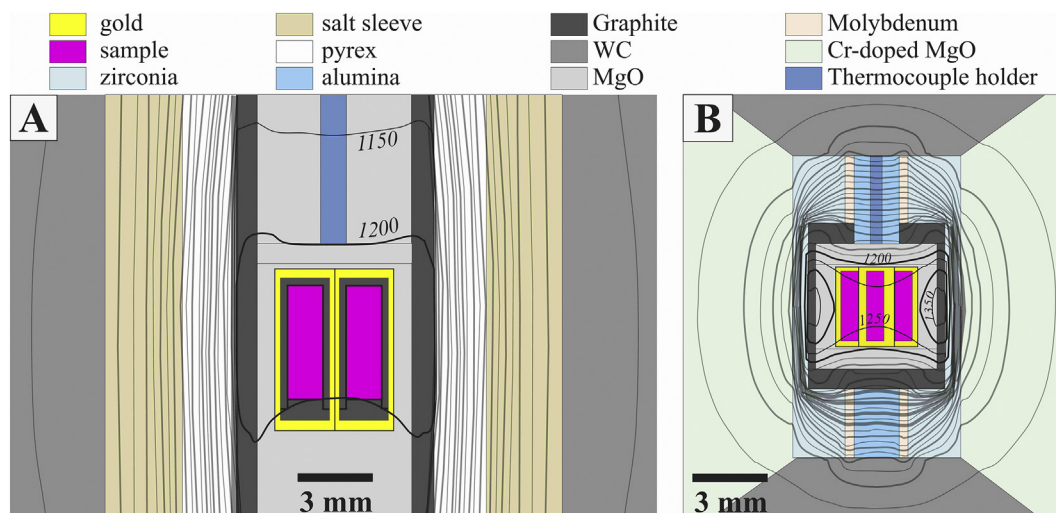 gold salt sleeve Graphite Molybdenum
sample pyrex WC Cr-doped MgO
zirconia alumina MgO Thermocouple holder
A B
1150
1200
1200
1250
1350
3 mm 3 mm